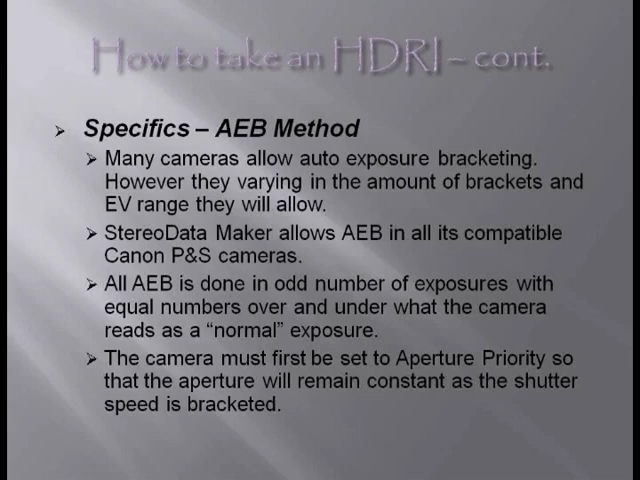 How to take an HDRI – cont.
Specifics – AEB Method
Many cameras allow auto exposure bracketing.
However they varying in the amount of brackets and
EV range they will allow.
StereoData Maker allows AEB in all its compatible
Canon P&S cameras.
All AEB is done in odd number of exposures with
equal numbers over and under what the camera
reads as a “normal” exposure.
The camera must first be set to Aperture Priority so
that the aperture will remain constant as the shutter
speed is bracketed.